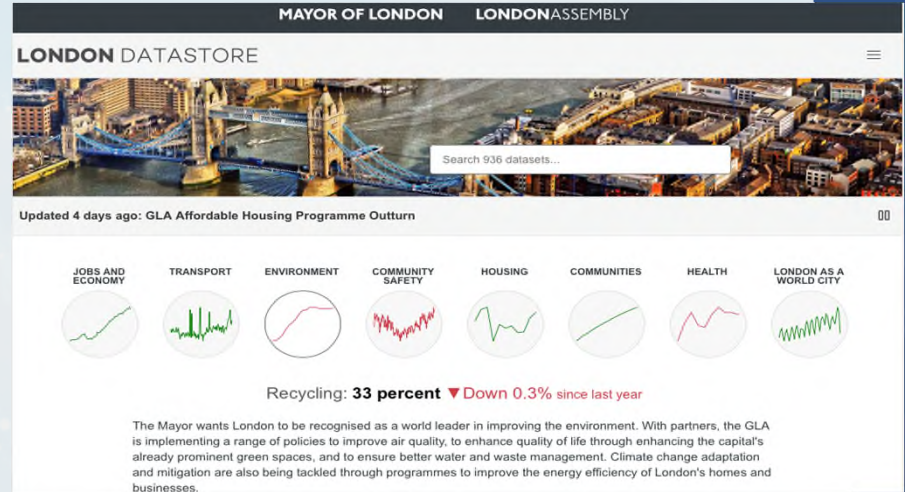 MAYOR OF LONDON LONDONASSEMBLY
LONDON DATASTORE
Search 936 datasets...
Updated 4 days ago: GLA Affordable Housing Programme Outturn
JOBS AND ECONOMY
TRANSPORT
ENVIRONMENT
COMMUNITY SAFETY
HOUSING
COMMUNITIES
HEALTH
LONDON AS A WORLD CITY
Recycling: 33 percent ▼Down 0.3% since last year
The Mayor wants London to be recognised as a world leader in improving the environment. With partners, the GLA
is implementing a range of policies to improve air quality, to enhance quality of life through enhancing the capital's
already prominent green spaces, and to ensure better water and waste management. Climate change adaptation
and mitigation are also being tackled through programmes to improve the energy efficiency of London's homes and
businesses.